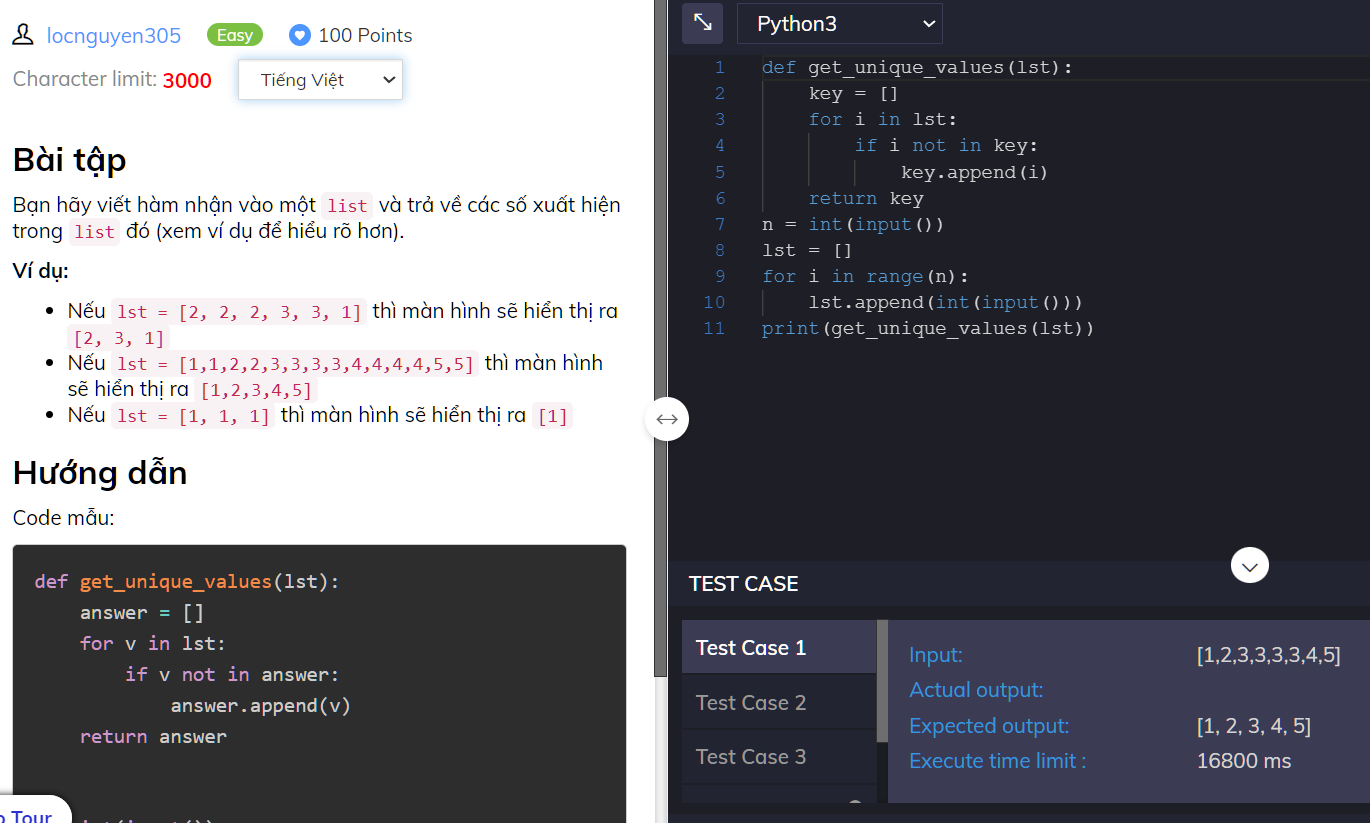 locnguyen305 Easy 100 Points
Character limit: 3000 Tiếng Việt
Bài tập
Bạn hãy viết hàm nhận vào một list và trả về các số xuất hiện
trong list đó (xem ví dụ để hiểu rõ hơn).
Ví dụ:
Nếu lst = [2, 2, 2, 3, 3, 1] thì màn hình sẽ hiển thị ra
[2, 3, 1]
Nếu lst = [1,1,2,2,3,3,3,3,4,4,4,4,5,5] thì màn hình
sẽ hiển thị ra [1,2,3,4,5]
Nếu lst = [1, 1, 1] thì màn hình sẽ hiển thị ra [1]
Hướng dẫn
Code mẫu:
def get_unique_values(lst):
    answer = []
    for v in lst:
        if v not in answer:
            answer.append(v)
    return answer
Tour
Python3
1 def get_unique_values(lst):
2     key = []
3     for i in lst:
4         if i not in key:
5             key.append(i)
6     return key
7 n = int(input())
8 lst = []
9 for i in range(n):
10     lst.append(int(input()))
11 print(get_unique_values(lst))
TEST CASE
Test Case 1
Test Case 2
Test Case 3
Input: [1,2,3,3,3,3,4,5]
Actual output:
Expected output: [1, 2, 3, 4, 5]
Execute time limit : 16800 ms